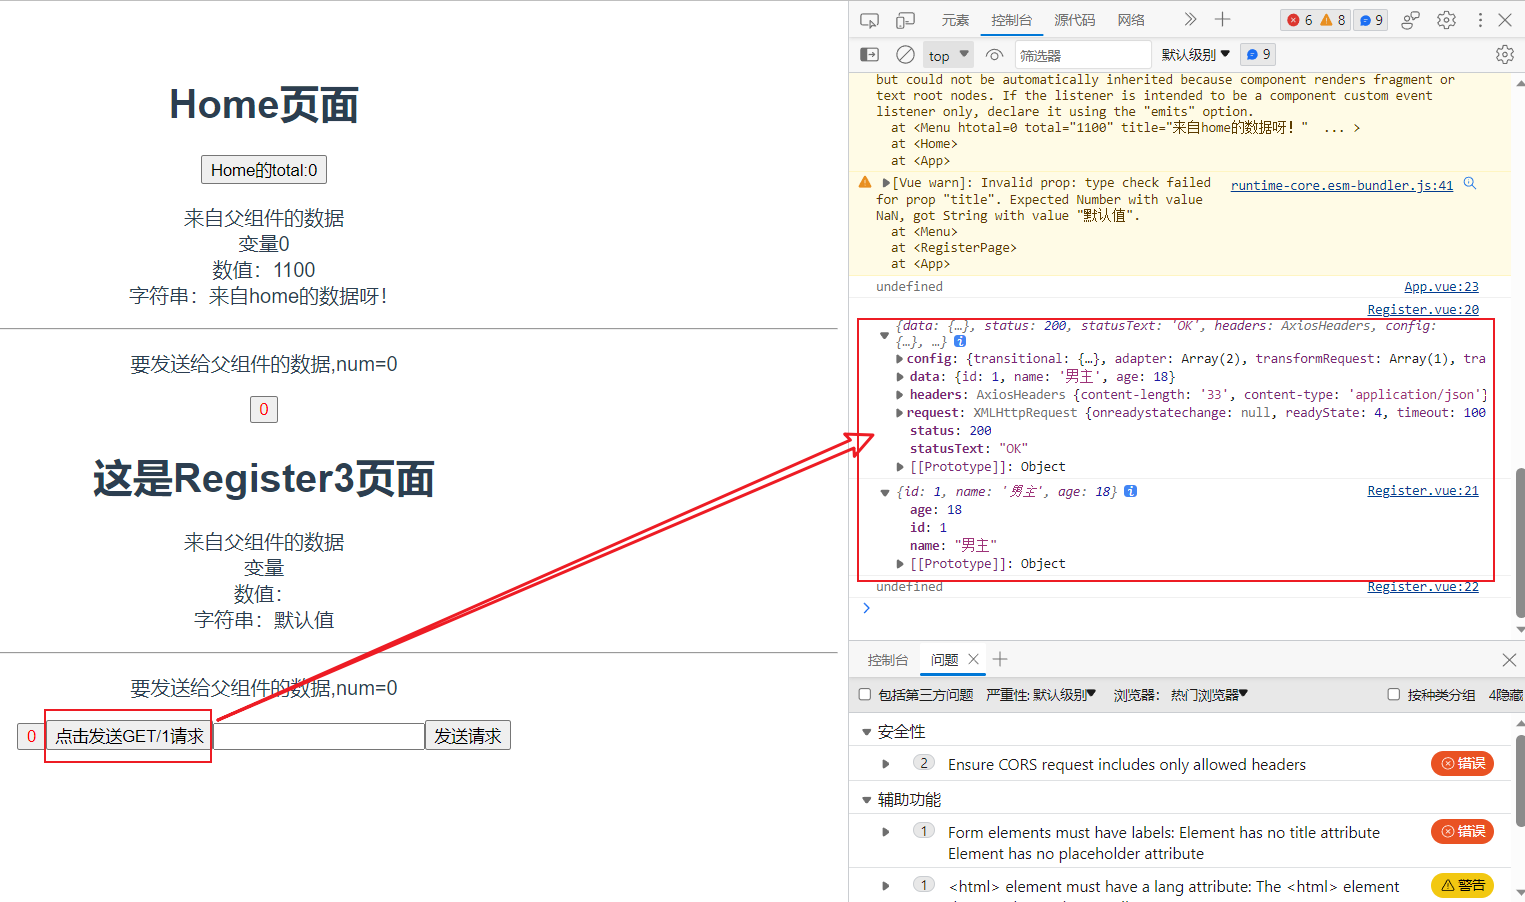 Home页面
Home的total:0
来自父组件的数据
变量0
数值：1100
字符串：来自home的数据呀！
要发送给父组件的数据,num=0
0
这是Register3页面
来自父组件的数据
变量
数值：
字符串：默认值
要发送给父组件的数据,num=0
0 点击发送GET/1请求 发送请求
元素 控制台 源代码 网络 6 8 9
top 筛选器 默认级别 9
but could not be automatically inherited because component renders fragment or
text root nodes. If the listener is intended to be a component custom event
listener only, declare it using the "emits" option.
at <Menu htotal=0 total="1100" title="来自home的数据呀！" ... >
at <Home>
at <App>
[Vue warn]: Invalid prop: type check failed runtime-core.esm-bundler.js:41
for prop "title". Expected Number with value
NaN, got String with value "默认值".
at <Menu>
at <RegisterPage>
at <App>
undefined App.vue:23
Register.vue:20
{data: {…}, status: 200, statusText: 'OK', headers: AxiosHeaders, config:
{…}, …}
config: {transitional: {…}, adapter: Array(2), transformRequest: Array(1), tra
data: {id: 1, name: '男主', age: 18}
headers: AxiosHeaders {content-length: '33', content-type: 'application/json'}
request: XMLHttpRequest {onreadystatechange: null, readyState: 4, timeout: 100
status: 200
statusText: "OK"
[[Prototype]]: Object
{id: 1, name: '男主', age: 18} Register.vue:21
age: 18
id: 1
name: "男主"
[[Prototype]]: Object
undefined Register.vue:22
控制台 问题
包括第三方问题 严重性: 默认级别 浏览器: 热门浏览器 按种类分组 4隐藏
安全性
2 Ensure CORS request includes only allowed headers 错误
辅助功能
1 Form elements must have labels: Element has no title attribute 错误
Element has no placeholder attribute
1 <html> element must have a lang attribute: The <html> element 警告